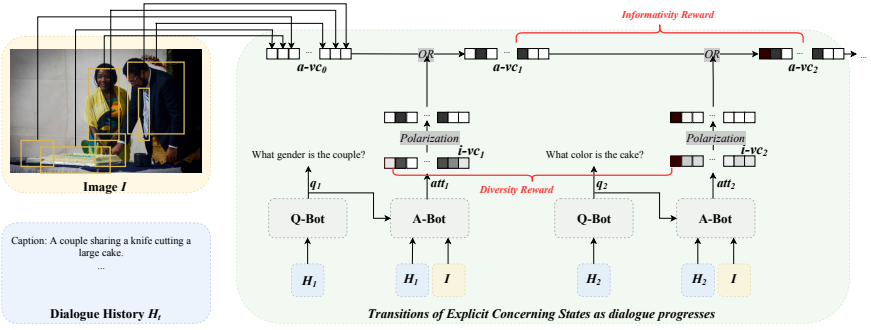 Informativity Reward
OR
OR
...
...
...
...
a-vc0
a-vc1
a-vc2
...
...
Polarization
Polarization
i-vc1
i-vc2
...
...
What gender is the couple?
What color is the cake?
Diversity Reward
q1
att1
q2
att2
Image I
Q-Bot
A-Bot
Q-Bot
A-Bot
Caption: A couple sharing a knife cutting a
large cake.
...
H1
H1
I
H2
H2
I
Dialogue History Ht
Transitions of Explicit Concerning States as dialogue progresses